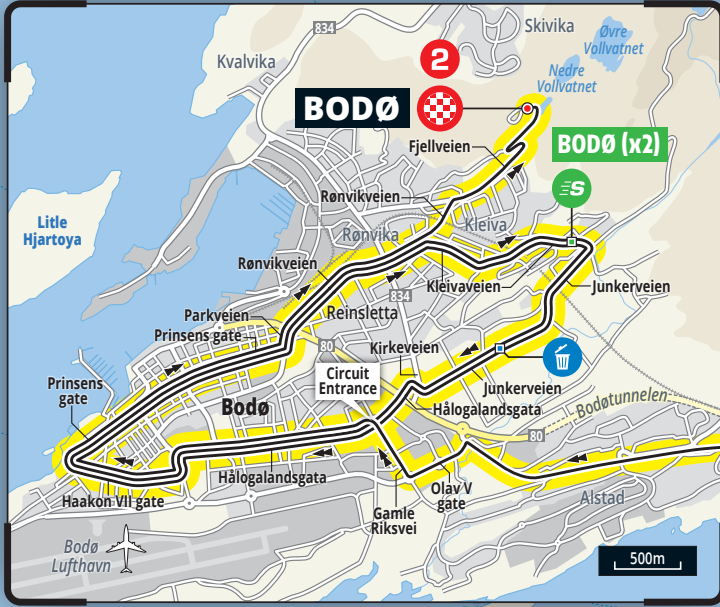 834
Skivika
Øvre
Vollvatnet
Kvalvika
2
Nedre
Vollvatnet
BODØ
Fjellveien
BODØ (x2)
S
Rønvikveien
Litle
Hjartoya
Rønvika
Kleiva
Rønvikveien
Kleivaveien
Junkerveien
834
Parkveien
Reinsletta
Prinsens gate
80
Kirkeveien
Circuit
Entrance
Prinsens
gate
Junkerveien
Bodø
Hålogalandsgata
Bodøtunnelen
80
Hålogalandsgata
Haakon VII gate
Olav V
gate
Alstad
Gamle
Riksvei
Bodø
Lufthavn
500m